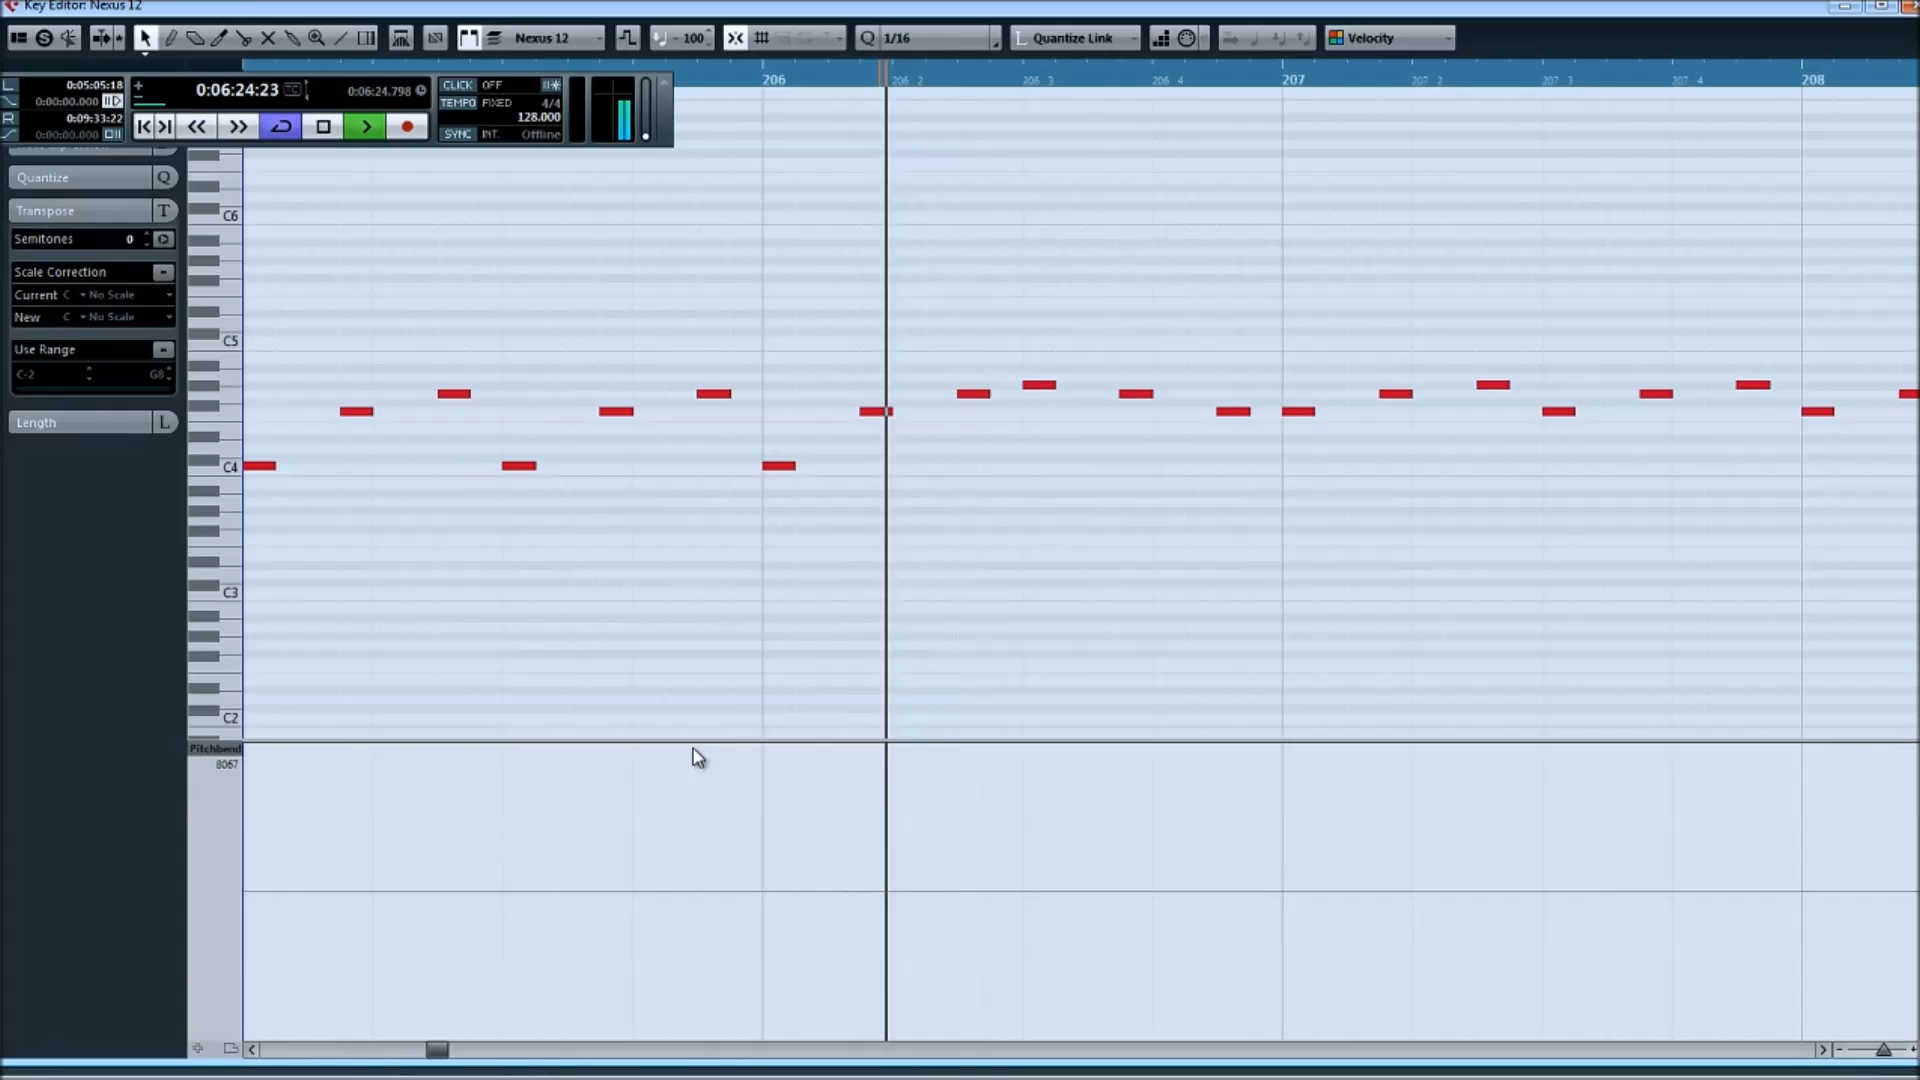 Key Editor: Nexus 12
Nexus 12
100
Q 1/16
Quantize Link
Velocity
206
206 2
206 3
206 4
207
207 2
207 3
207 4
208
L 0:05:05:18
0:00:00.000
R 0:09:33:22
0:00:00.000
0:06:24:23
0:06:24.798
CLICK OFF
TEMPO FIXED 4/4
128.000
SYNC INT. Offline
Quantize Q
Transpose T
Semitones 0
Scale Correction
Current C No Scale
New C No Scale
Use Range
C-2 G8
Length L
C6
C5
C4
C3
C2
Pitchbend
8067